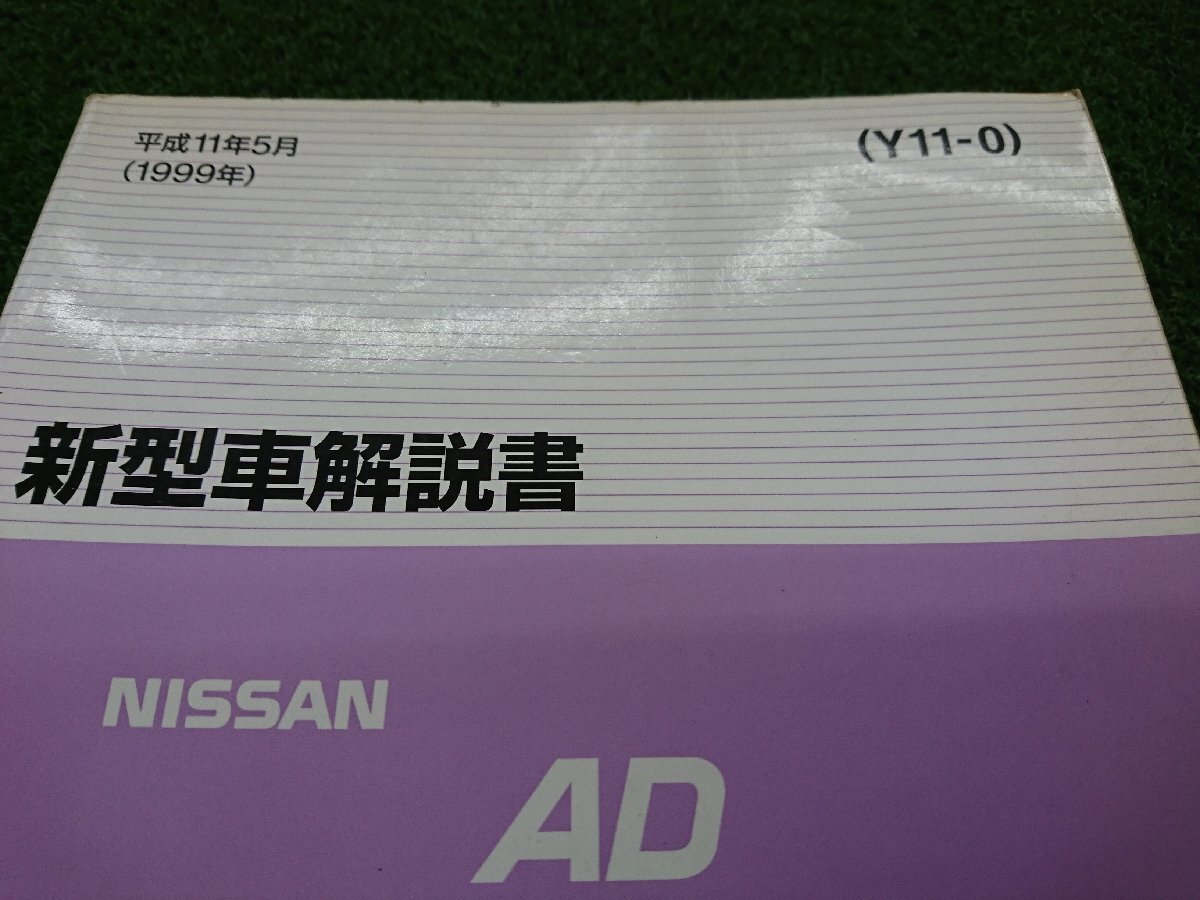 平成11年5月
(1999年)
(Y11-0)
新型車解説書
NISSAN
AD